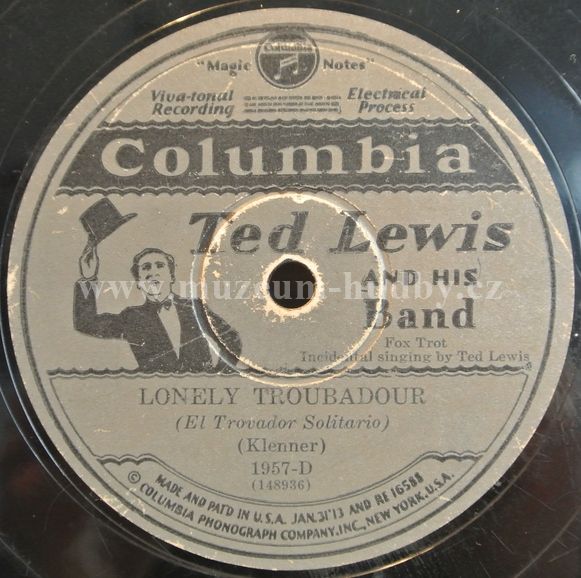 Columbia
"Magic Notes"
Viva-tonal Recording
Electrical Process
Columbia
Ted Lewis
AND HIS
Band
Fox Trot
Incidental singing by Ted Lewis
www.muzeum-hudby.cz
LONELY TROUBADOUR
(El Trovador Solitario)
(Klenner)
1957-D
(148936)
MADE AND PAT'D IN U.S.A. JAN.31'13 AND RE 16588
© COLUMBIA PHONOGRAPH COMPANY, INC., NEW YORK, U.S.A.